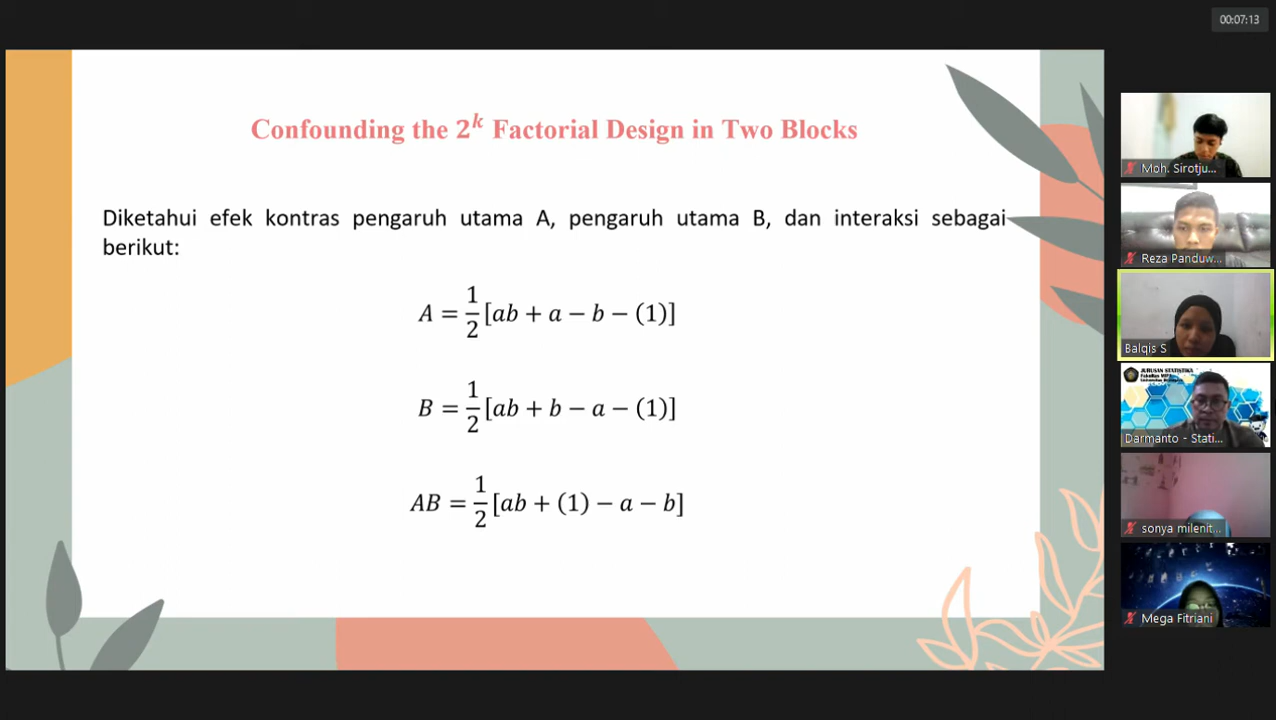 00:07:13
Confounding the 2^k Factorial Design in Two Blocks
Diketahui efek kontras pengaruh utama A, pengaruh utama B, dan interaksi sebagai
berikut:
A = 1/2 [ab + a − b − (1)]
B = 1/2 [ab + b − a − (1)]
AB = 1/2 [ab + (1) − a − b]
Moh. Sirotju...
Reza Panduw...
Balqis S
JURUSAN STATISTIKA
Darmanto - Stati...
sonya milenit...
Mega Fitriani